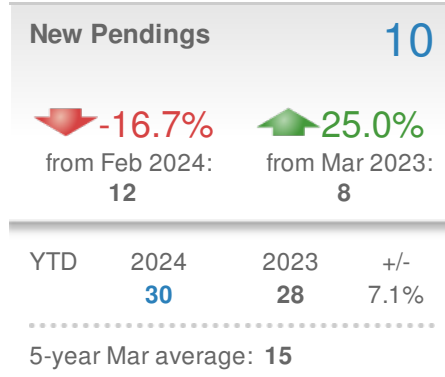 New Pendings 10
-16.7% 25.0%
from Feb 2024: from Mar 2023:
12 8
YTD 2024 2023 +/-
30 28 7.1%
5-year Mar average: 15